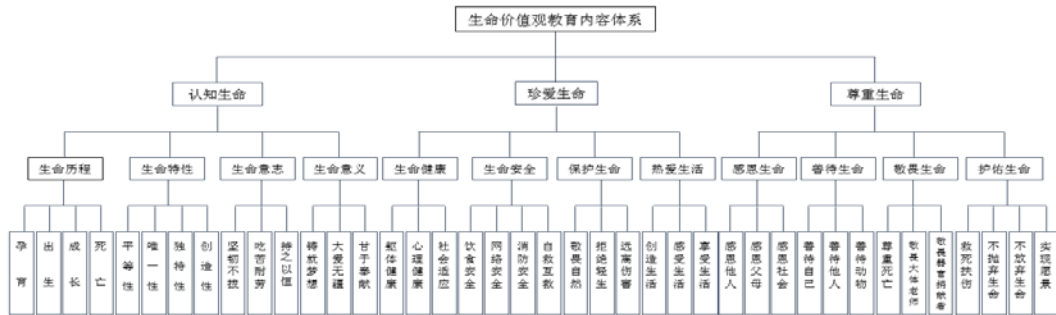 生命价值观教育内容体系
认知生命
珍爱生命
尊重生命
生命历程
生命特性
生命意志
生命意义
生命健康
生命安全
保护生命
热爱生活
感恩生命
善待生命
敬畏生命
护佑生命
孕育
出生
成长
死亡
平等性
唯一性
独特性
创造性
坚韧不拔
吃苦耐劳
持之以恒
铸就梦想
大爱无疆
甘于奉献
躯体健康
心理健康
社会适应
饮食安全
网络安全
消防安全
自救互救
敬畏自然
拒绝轻生
远离伤害
创造生活
感受生活
享受生活
感恩他人
感恩父母
感恩社会
善待自己
善待他人
善待动物
尊重死亡
敬畏大体老师
敬畏器官捐献者
救死扶伤
不抛弃生命
不放弃生命
实现愿景